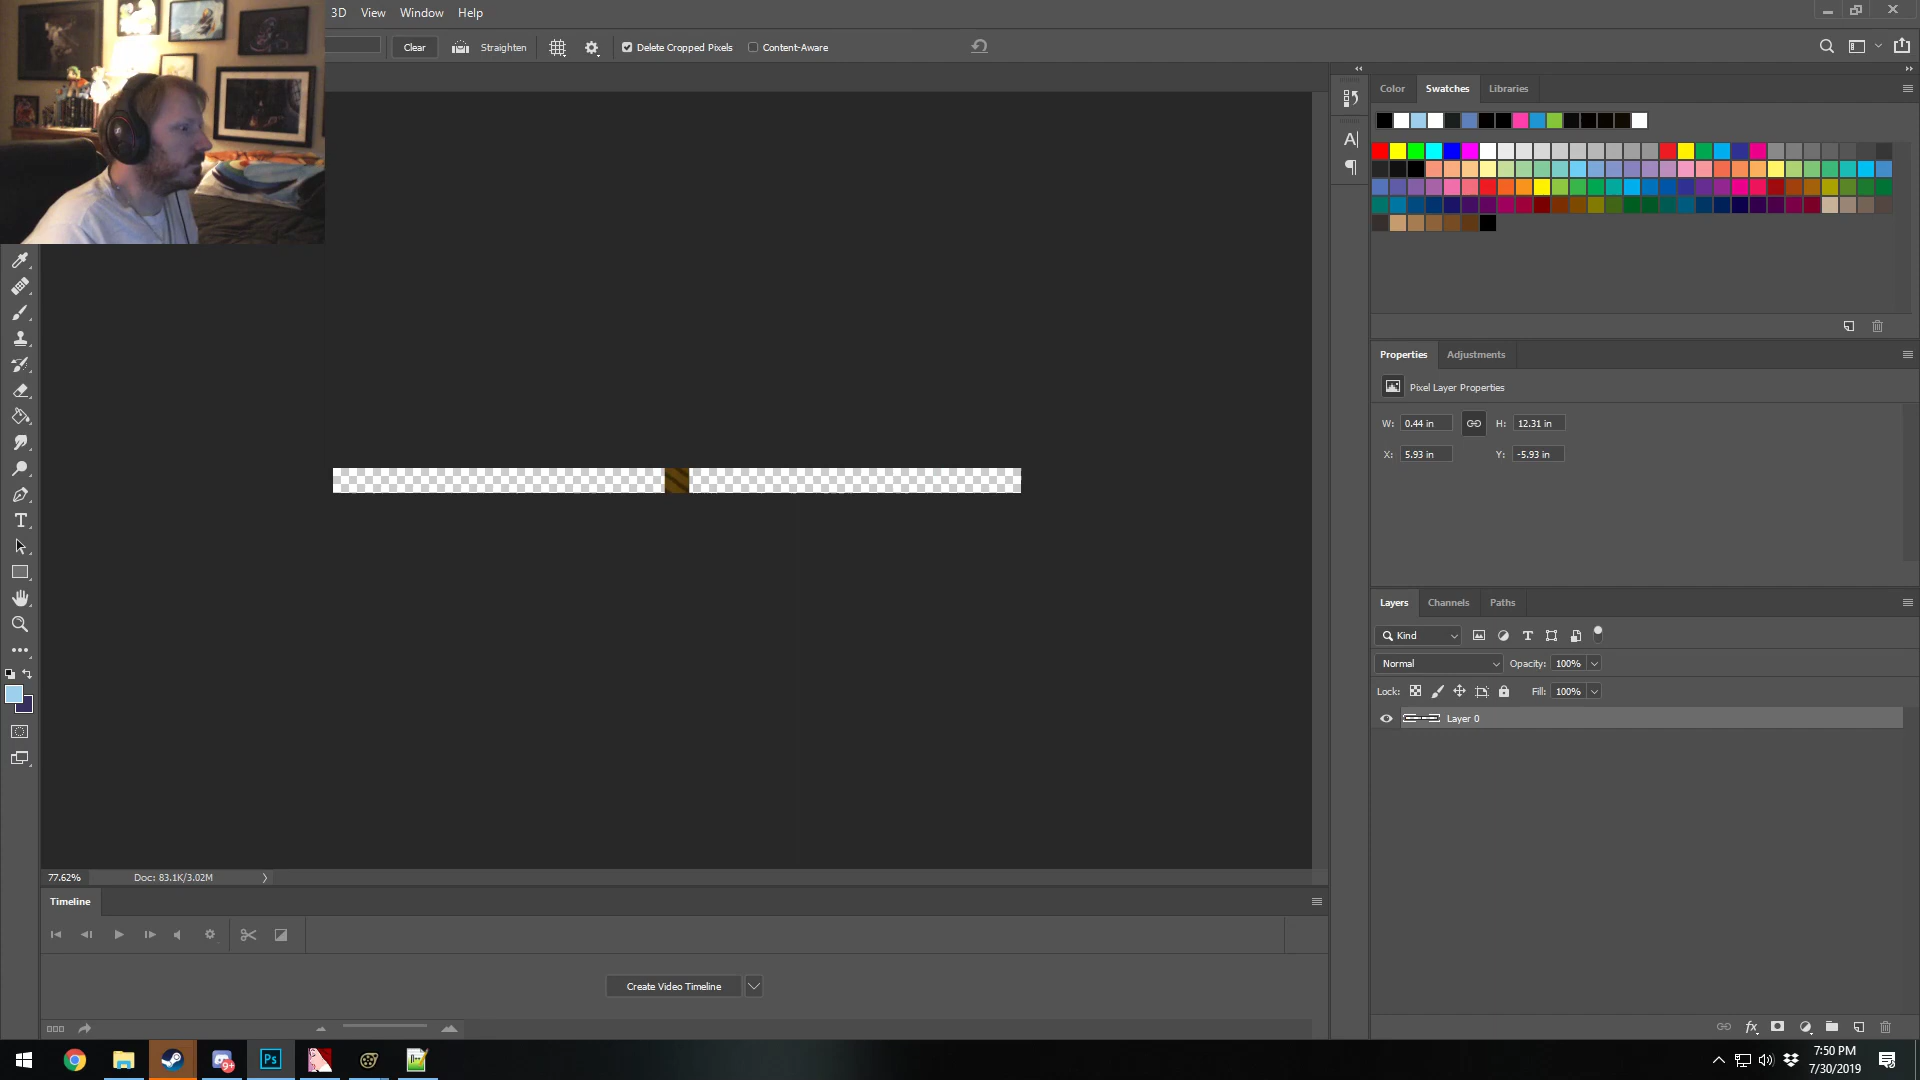 3D View Window Help
Clear Straighten Delete Cropped Pixels Content-Aware
Color Swatches Libraries
Properties Adjustments
Pixel Layer Properties
W: 0.44 in H: 12.31 in
X: 5.93 in Y: -5.93 in
Layers Channels Paths
Kind
Normal Opacity: 100%
Lock: Fill: 100%
Layer 0
77.62% Doc: 83.1K/3.02M
Timeline
Create Video Timeline
Ps
9+
7:50 PM
7/30/2019